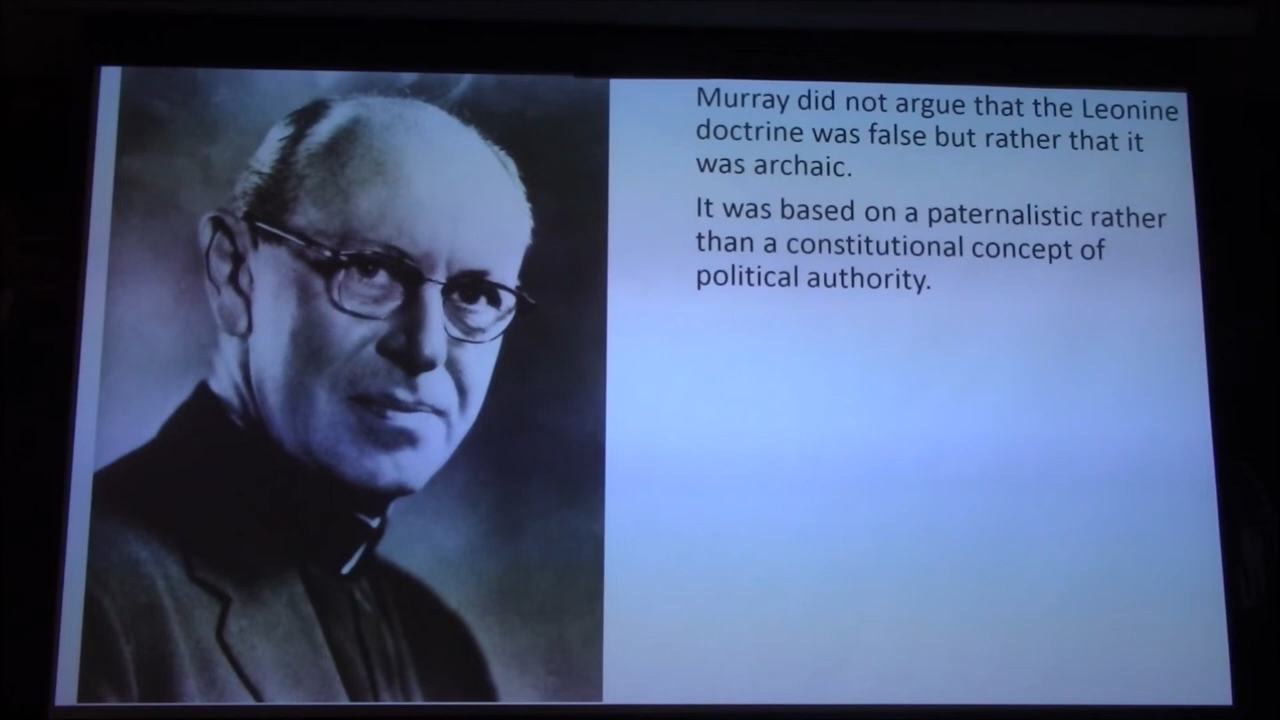 Murray did not argue that the Leonine
doctrine was false but rather that it
was archaic.
It was based on a paternalistic rather
than a constitutional concept of
political authority.